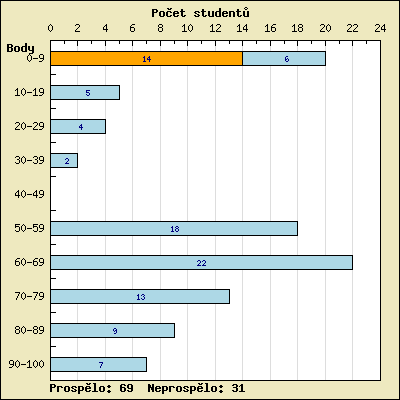 Počet studentů
0 2 4 6 8 10 12 14 16 18 20 22 24
Body
0-9 14 6
10-19 5
20-29 4
30-39 2
40-49
50-59 18
60-69 22
70-79 13
80-89 9
90-100 7
Prospělo: 69 Neprospělo: 31